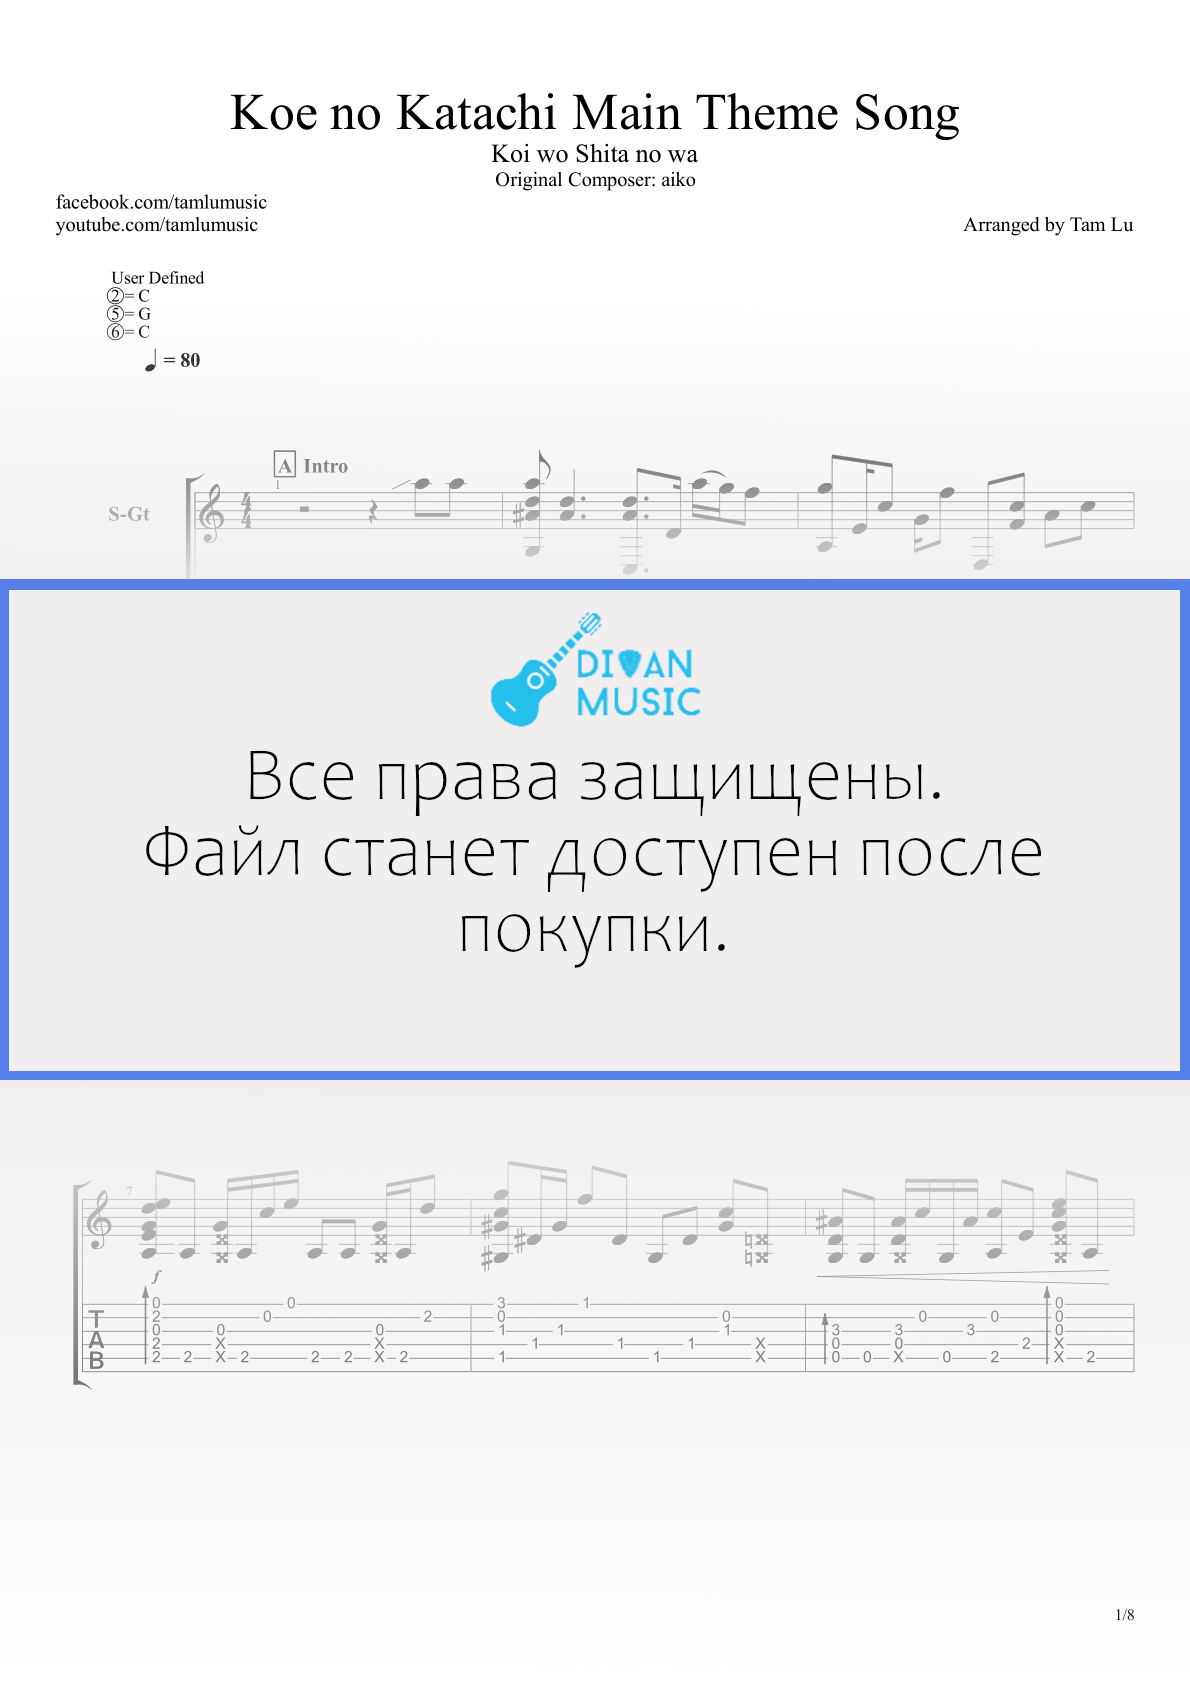 Koe no Katachi Main Theme Song
Koi wo Shita no wa
Original Composer: aiko
facebook.com/tamlumusic
youtube.com/tamlumusic
Arranged by Tam Lu
User Defined
②= C
⑤= G
⑥= C
♩ = 80
A Intro
1
S-Gt
4
4
DIVAN
MUSIC
Все права защищены.
Файл станет доступен после
покупки.
7
f
0 0 3 1 0
2 0 2 0 0 0 0 0
0 0 0 1 1 1 3 3 3 0
2 X X 1 1 1 X 0 0 2 X
2 2 X 2 2 2 X 2 1 1 X 0 0 X 0 2 X 2
T
A
B
1/8